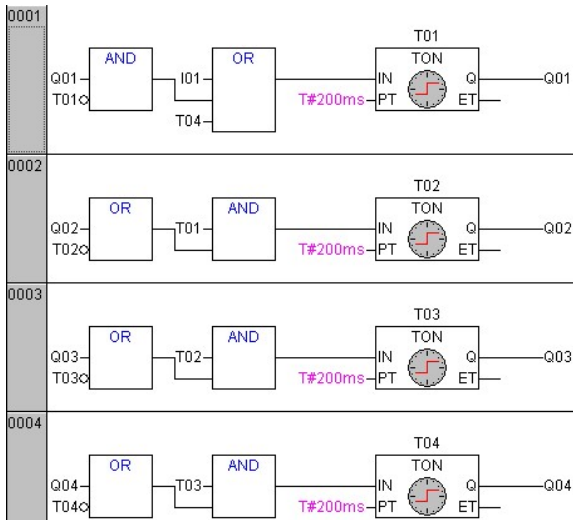 0001
T01
AND OR TON
Q01 I01 IN Q Q01
T01 T#200ms PT ET
T04
0002
T02
OR AND TON
Q02 T01 IN Q Q02
T02 T#200ms PT ET
0003
T03
OR AND TON
Q03 T02 IN Q Q03
T03 T#200ms PT ET
0004
T04
OR AND TON
Q04 T03 IN Q Q04
T04 T#200ms PT ET